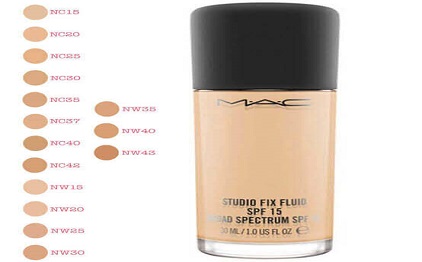 NC15
NC20
NC25
NC30
NC35
NC37
NC40
NC42
NW15
NW20
NW25
NW30
NW35
NW40
NW43
MAC
STUDIO FIX FLUID
SPF 15
BROAD SPECTRUM SPF
30 ML / 1.0 US FL OZ